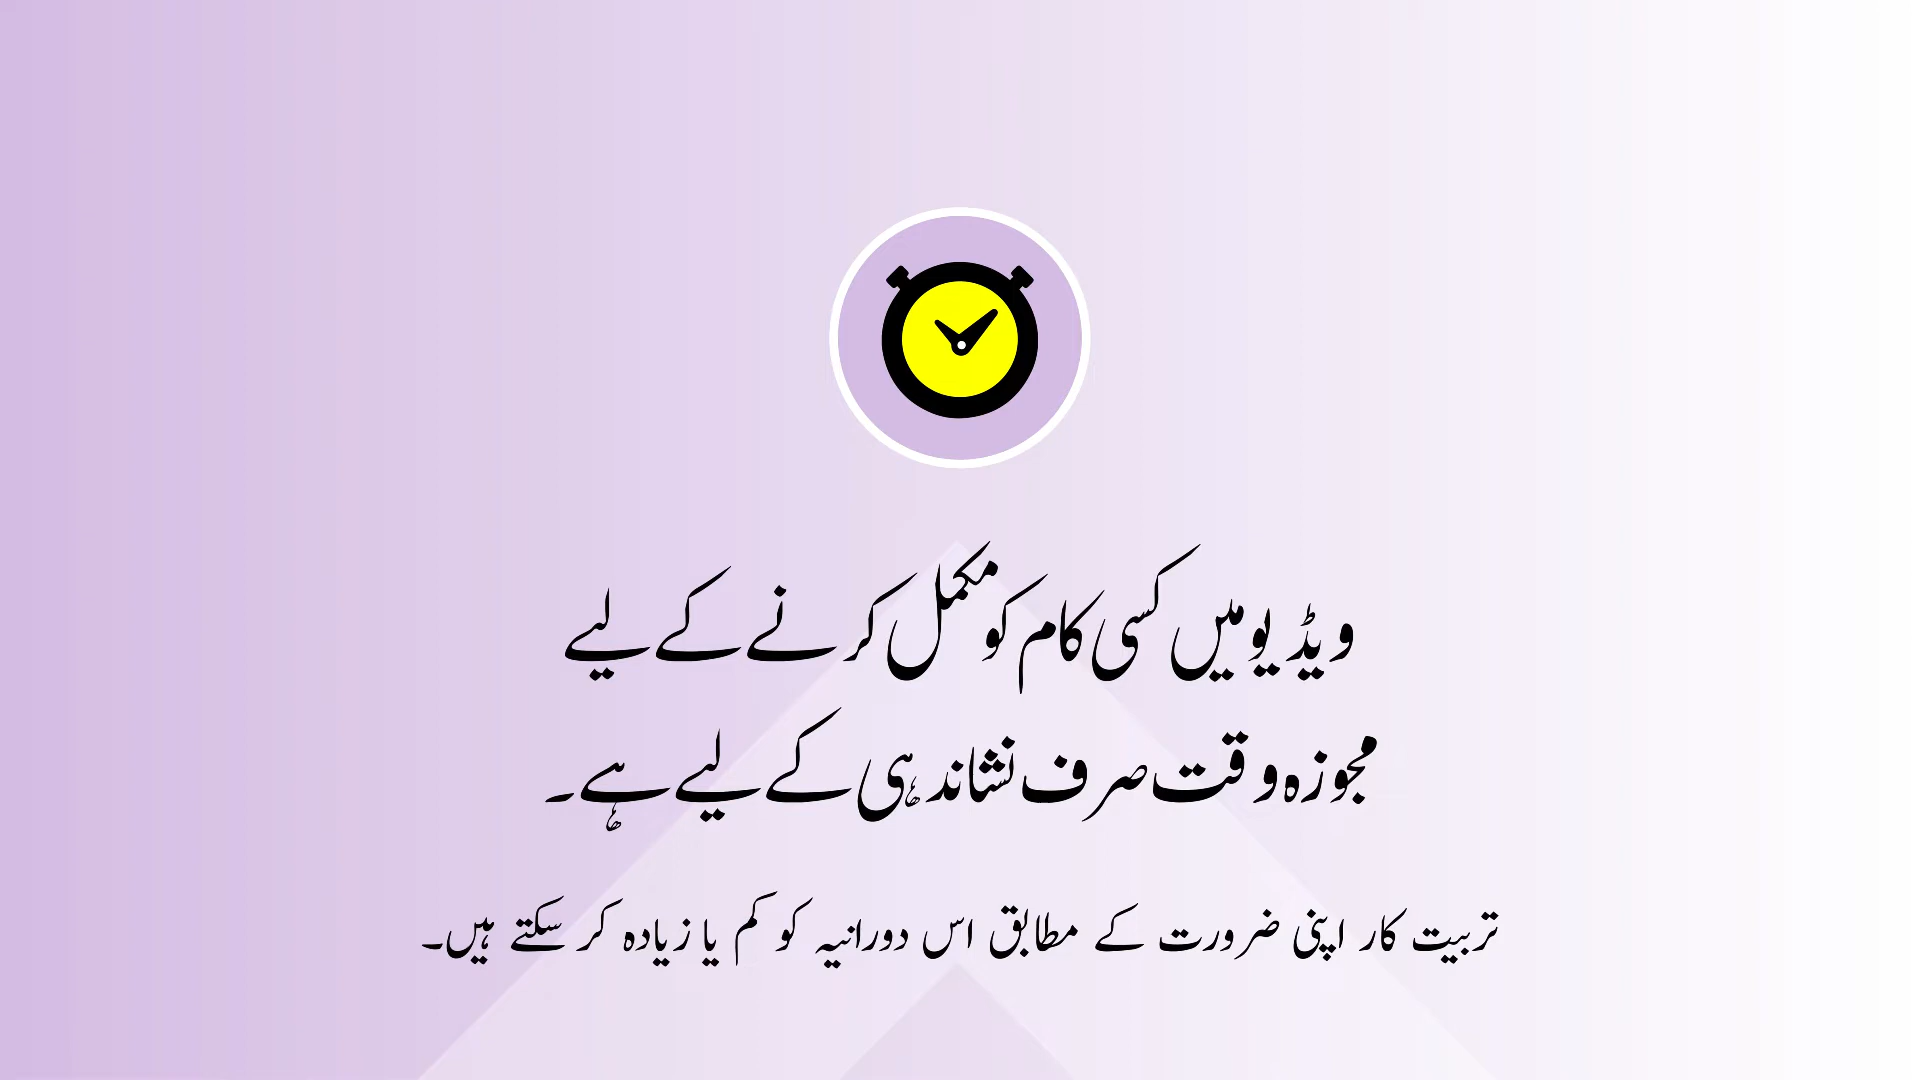 ویڈیو میں کسی کام کو مکمل کرنے کے لیے
مجوزہ وقت صرف نشاندہی کے لیے ہے۔
تربیت کار اپنی ضرورت کے مطابق اس دورانیہ کو کم یا زیادہ کر سکتے ہیں۔